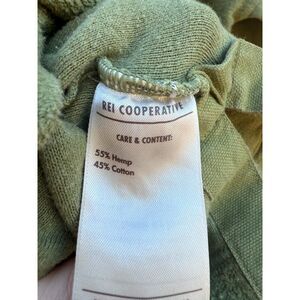 REI COOPERATIVE
CARE & CONTENT:
55% Hemp
45% Cotton